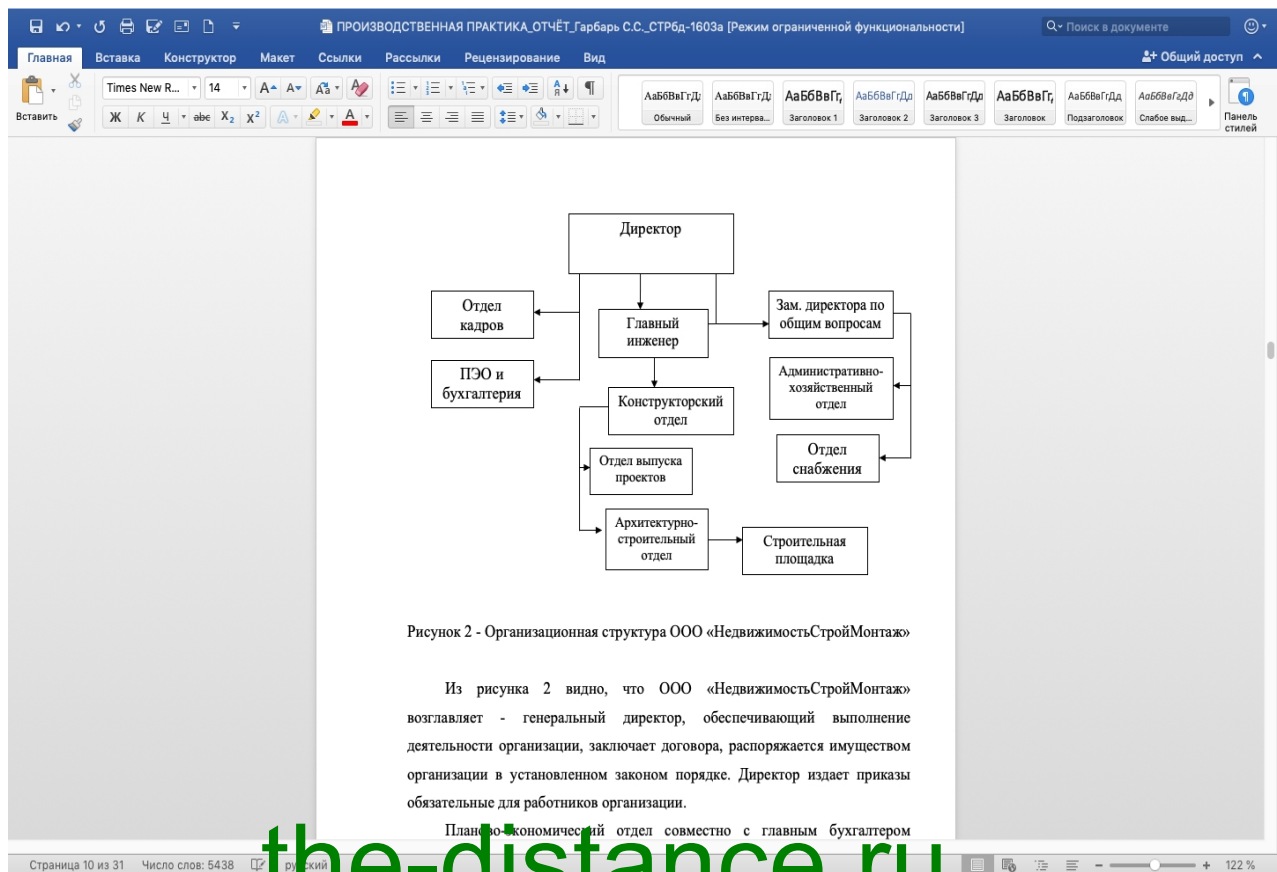 ПРОИЗВОДСТВЕННАЯ ПРАКТИКА_ОТЧЁТ_Гарбарь С.С._СТРбд-1603а [Режим ограниченной функциональности]
Поиск в документе
Главная Вставка Конструктор Макет Ссылки Рассылки Рецензирование Вид
Общий доступ
Вставить
Times New R... 14
Ж К Ч abc X₂ X²
АаБбВвГгД: АаБбВвГгД: АаБбВвГг, АаБбВвГгДд АаБбВвГгДд АаБбВвГг, АаБбВвГгДд АаБбВвГгДд
Обычный Без интерва... Заголовок 1 Заголовок 2 Заголовок 3 Заголовок Подзаголовок Слабое выд...
Панель
стилей
Директор
Отдел
кадров
Главный
инженер
Зам. директора по
общим вопросам
ПЭО и
бухгалтерия
Конструкторский
отдел
Административно-
хозяйственный
отдел
Отдел выпуска
проектов
Отдел
снабжения
Архитектурно-
строительный
отдел
Строительная
площадка
Рисунок 2 - Организационная структура ООО «НедвижимостьСтройМонтаж»
Из рисунка 2 видно, что ООО «НедвижимостьСтройМонтаж»
возглавляет - генеральный директор, обеспечивающий выполнение
деятельности организации, заключает договора, распоряжается имуществом
организации в установленном законом порядке. Директор издает приказы
обязательные для работников организации.
Планово-экономический отдел совместно с главным бухгалтером
the-distance.ru
Страница 10 из 31 Число слов: 5438 русский
122 %